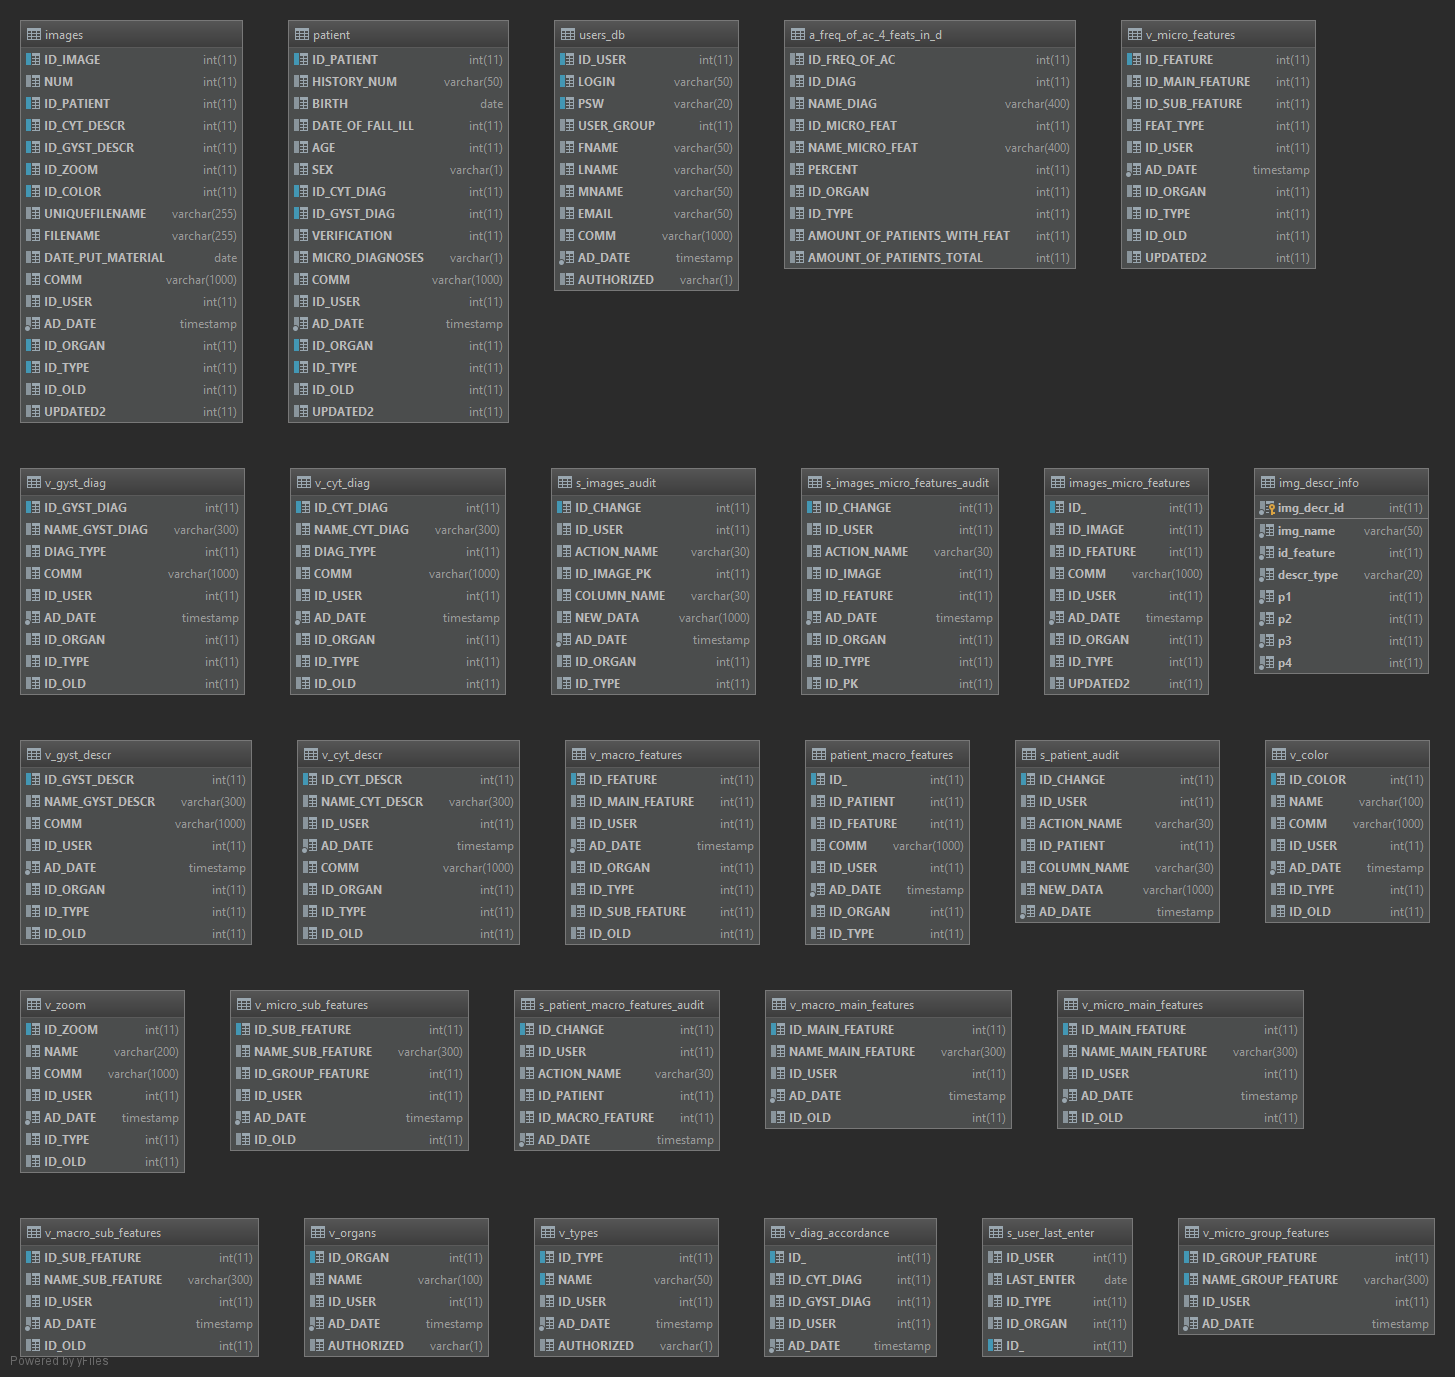 images
ID_IMAGE int(11)
NUM int(11)
ID_PATIENT int(11)
ID_CYT_DESCR int(11)
ID_GYST_DESCR int(11)
ID_ZOOM int(11)
ID_COLOR int(11)
UNIQUEFILENAME varchar(255)
FILENAME varchar(255)
DATE_PUT_MATERIAL date
COMM varchar(1000)
ID_USER int(11)
AD_DATE timestamp
ID_ORGAN int(11)
ID_TYPE int(11)
ID_OLD int(11)
UPDATED2 int(11)
patient
ID_PATIENT int(11)
HISTORY_NUM varchar(50)
BIRTH date
DATE_OF_FALL_ILL int(11)
AGE int(11)
SEX varchar(1)
ID_CYT_DIAG int(11)
ID_GYST_DIAG int(11)
VERIFICATION int(11)
MICRO_DIAGNOSES varchar(1)
COMM varchar(1000)
ID_USER int(11)
AD_DATE timestamp
ID_ORGAN int(11)
ID_TYPE int(11)
ID_OLD int(11)
UPDATED2 int(11)
users_db
ID_USER int(11)
LOGIN varchar(50)
PSW varchar(20)
USER_GROUP int(11)
FNAME varchar(50)
LNAME varchar(50)
MNAME varchar(50)
EMAIL varchar(50)
COMM varchar(1000)
AD_DATE timestamp
AUTHORIZED varchar(1)
a_freq_of_ac_4_feats_in_d
ID_FREQ_OF_AC int(11)
ID_DIAG int(11)
NAME_DIAG varchar(400)
ID_MICRO_FEAT int(11)
NAME_MICRO_FEAT varchar(400)
PERCENT int(11)
ID_ORGAN int(11)
ID_TYPE int(11)
AMOUNT_OF_PATIENTS_WITH_FEAT int(11)
AMOUNT_OF_PATIENTS_TOTAL int(11)
v_micro_features
ID_FEATURE int(11)
ID_MAIN_FEATURE int(11)
ID_SUB_FEATURE int(11)
FEAT_TYPE int(11)
ID_USER int(11)
AD_DATE timestamp
ID_ORGAN int(11)
ID_TYPE int(11)
ID_OLD int(11)
UPDATED2 int(11)
v_gyst_diag
ID_GYST_DIAG int(11)
NAME_GYST_DIAG varchar(300)
DIAG_TYPE int(11)
COMM varchar(1000)
ID_USER int(11)
AD_DATE timestamp
ID_ORGAN int(11)
ID_TYPE int(11)
ID_OLD int(11)
v_cyt_diag
ID_CYT_DIAG int(11)
NAME_CYT_DIAG varchar(300)
DIAG_TYPE int(11)
COMM varchar(1000)
ID_USER int(11)
AD_DATE timestamp
ID_ORGAN int(11)
ID_TYPE int(11)
ID_OLD int(11)
s_images_audit
ID_CHANGE int(11)
ID_USER int(11)
ACTION_NAME varchar(30)
ID_IMAGE_PK int(11)
COLUMN_NAME varchar(30)
NEW_DATA varchar(1000)
AD_DATE timestamp
ID_ORGAN int(11)
ID_TYPE int(11)
s_images_micro_features_audit
ID_CHANGE int(11)
ID_USER int(11)
ACTION_NAME varchar(30)
ID_IMAGE int(11)
ID_FEATURE int(11)
AD_DATE timestamp
ID_ORGAN int(11)
ID_TYPE int(11)
ID_PK int(11)
images_micro_features
ID_ int(11)
ID_IMAGE int(11)
ID_FEATURE int(11)
COMM varchar(1000)
ID_USER int(11)
AD_DATE timestamp
ID_ORGAN int(11)
ID_TYPE int(11)
UPDATED2 int(11)
img_descr_info
img_decr_id int(11)
img_name varchar(50)
id_feature int(11)
descr_type varchar(20)
p1 int(11)
p2 int(11)
p3 int(11)
p4 int(11)
v_gyst_descr
ID_GYST_DESCR int(11)
NAME_GYST_DESCR varchar(300)
COMM varchar(1000)
ID_USER int(11)
AD_DATE timestamp
ID_ORGAN int(11)
ID_TYPE int(11)
ID_OLD int(11)
v_cyt_descr
ID_CYT_DESCR int(11)
NAME_CYT_DESCR varchar(300)
ID_USER int(11)
AD_DATE timestamp
COMM varchar(1000)
ID_ORGAN int(11)
ID_TYPE int(11)
ID_OLD int(11)
v_macro_features
ID_FEATURE int(11)
ID_MAIN_FEATURE int(11)
ID_USER int(11)
AD_DATE timestamp
ID_ORGAN int(11)
ID_TYPE int(11)
ID_SUB_FEATURE int(11)
ID_OLD int(11)
patient_macro_features
ID_ int(11)
ID_PATIENT int(11)
ID_FEATURE int(11)
COMM varchar(1000)
ID_USER int(11)
AD_DATE timestamp
ID_ORGAN int(11)
ID_TYPE int(11)
s_patient_audit
ID_CHANGE int(11)
ID_USER int(11)
ACTION_NAME varchar(30)
ID_PATIENT int(11)
COLUMN_NAME varchar(30)
NEW_DATA varchar(1000)
AD_DATE timestamp
v_color
ID_COLOR int(11)
NAME varchar(100)
COMM varchar(1000)
ID_USER int(11)
AD_DATE timestamp
ID_TYPE int(11)
ID_OLD int(11)
v_zoom
ID_ZOOM int(11)
NAME varchar(200)
COMM varchar(1000)
ID_USER int(11)
AD_DATE timestamp
ID_TYPE int(11)
ID_OLD int(11)
v_micro_sub_features
ID_SUB_FEATURE int(11)
NAME_SUB_FEATURE varchar(300)
ID_GROUP_FEATURE int(11)
ID_USER int(11)
AD_DATE timestamp
ID_OLD int(11)
s_patient_macro_features_audit
ID_CHANGE int(11)
ID_USER int(11)
ACTION_NAME varchar(30)
ID_PATIENT int(11)
ID_MACRO_FEATURE int(11)
AD_DATE timestamp
v_macro_main_features
ID_MAIN_FEATURE int(11)
NAME_MAIN_FEATURE varchar(300)
ID_USER int(11)
AD_DATE timestamp
ID_OLD int(11)
v_micro_main_features
ID_MAIN_FEATURE int(11)
NAME_MAIN_FEATURE varchar(300)
ID_USER int(11)
AD_DATE timestamp
ID_OLD int(11)
v_macro_sub_features
ID_SUB_FEATURE int(11)
NAME_SUB_FEATURE varchar(300)
ID_USER int(11)
AD_DATE timestamp
ID_OLD int(11)
v_organs
ID_ORGAN int(11)
NAME varchar(100)
ID_USER int(11)
AD_DATE timestamp
AUTHORIZED varchar(1)
v_types
ID_TYPE int(11)
NAME varchar(50)
ID_USER int(11)
AD_DATE timestamp
AUTHORIZED varchar(1)
v_diag_accordance
ID_ int(11)
ID_CYT_DIAG int(11)
ID_GYST_DIAG int(11)
ID_USER int(11)
AD_DATE timestamp
s_user_last_enter
ID_USER int(11)
LAST_ENTER date
ID_TYPE int(11)
ID_ORGAN int(11)
ID_ int(11)
v_micro_group_features
ID_GROUP_FEATURE int(11)
NAME_GROUP_FEATURE varchar(300)
ID_USER int(11)
AD_DATE timestamp
Powered by yFiles